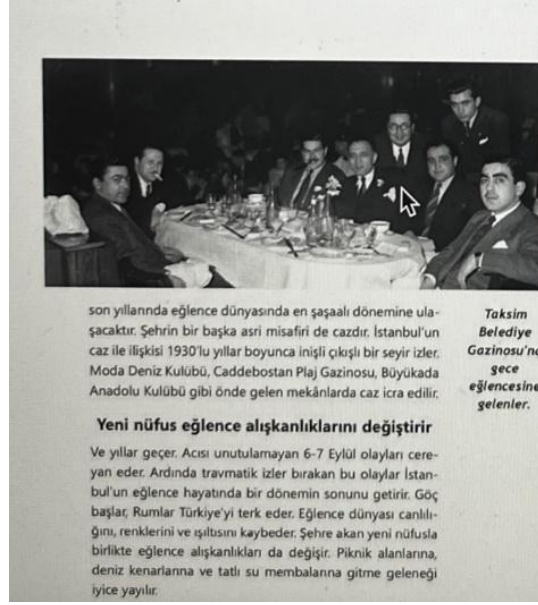 son yıllarında eğlence dünyasında en şaşaalı dönemine ula-
şacaktır. Şehrin bir başka asri misafiri de cazdır. İstanbul'un
caz ile ilişkisi 1930'lu yıllar boyunca inişli çıkışlı bir seyir izler.
Moda Deniz Kulübü, Caddebostan Plaj Gazinosu, Büyükada
Anadolu Kulübü gibi önde gelen mekânlarda caz icra edilir.
Taksim
Belediye
Gazinosu'na
gece
eğlencesine
gelenler.
Yeni nüfus eğlence alışkanlıklarını değiştirir
Ve yıllar geçer. Acısı unutulamayan 6-7 Eylül olayları cere-
yan eder. Ardında travmatik izler bırakan bu olaylar İstan-
bul'un eğlence hayatında bir dönemin sonunu getirir. Göç
başlar, Rumlar Türkiye'yi terk eder. Eğlence dünyası canlılı-
ğını, renklerini ve ışıltısını kaybeder. Şehre akan yeni nüfusla
birlikte eğlence alışkanlıkları da değişir. Piknik alanlarına,
deniz kenarlarına ve tatlı su membalarına gitme geleneği
iyice yayılır.